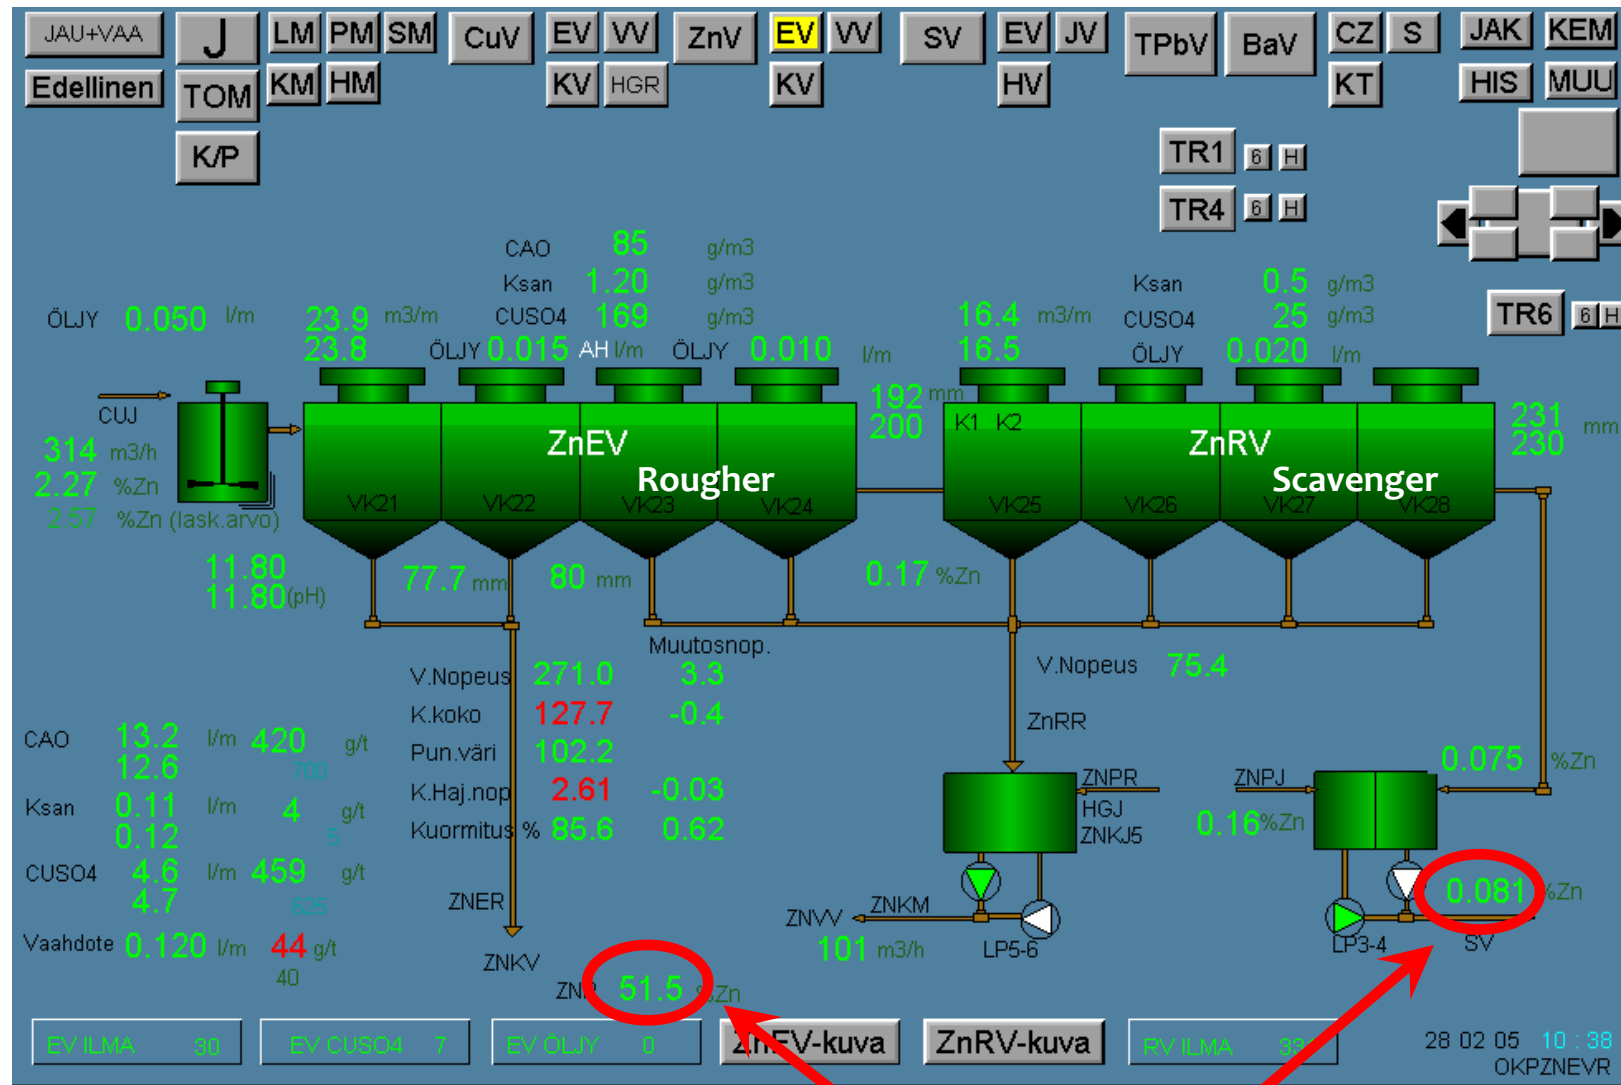 JAU+VAA J LM PM SM CuV EV VV ZnV EV VV SV EV JV TPbV BaV CZ S JAK KEM
Edellinen TOM KM HM KV HGR KV HV KT HIS MUU
K/P
TR1 6 H
TR4 6 H
TR6 6 H
CAO 85 g/m3
Ksan 1.20 g/m3
CUSO4 169 g/m3
ÖLJY 0.050 l/m
23.9 m3/m
23.8
ÖLJY 0.015 AH l/m
ÖLJY 0.010 l/m
Ksan 0.5 g/m3
CUSO4 25 g/m3
ÖLJY 0.020 l/m
16.4 m3/m
16.5
192 mm
200
231 mm
230
CUJ
314 m3/h
2.27 %Zn
2.57 %Zn (lask.arvo)
ZnEV
Rougher
VK21 VK22 VK23 VK24
K1 K2
ZnRV
Scavenger
VK25 VK26 VK27 VK28
11.80
11.80(pH)
77.7 mm 80 mm
0.17 %Zn
Muutosnop.
V.Nopeus 271.0 3.3
K.koko 127.7 -0.4
Pun.väri 102.2
K.Haj.nop 2.61 -0.03
Kuormitus % 85.6 0.62
V.Nopeus 75.4
ZnRR
ZNPR
HGJ
ZNKJ5
ZNPJ
0.16%Zn
0.075 %Zn
0.081 %Zn
CAO 13.2 l/m 420 g/t
12.6 700
Ksan 0.11 l/m 4 g/t
0.12 5
CUSO4 4.6 l/m 459 g/t
4.7 625
Vaahdote 0.120 l/m 44 g/t
40
ZNER
ZNKV
ZNVV ZNKM
101 m3/h
LP5-6
LP3-4
SV
51.5 %Zn
EV ILMA 30
EV CUSO4 7
EV ÖLJY 0
ZnEV-kuva
ZnRV-kuva
RV ILMA
28 02 05 10:38
OKPZNEVR